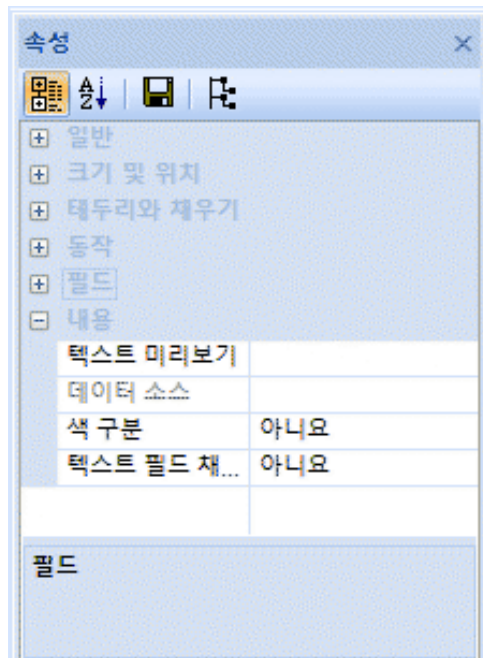 속성
일반
크기 및 위치
테두리와 채우기
동작
필드
내용
텍스트 미리보기
데이터 소스
색 구분 아니요
텍스트 필드 채... 아니요
필드